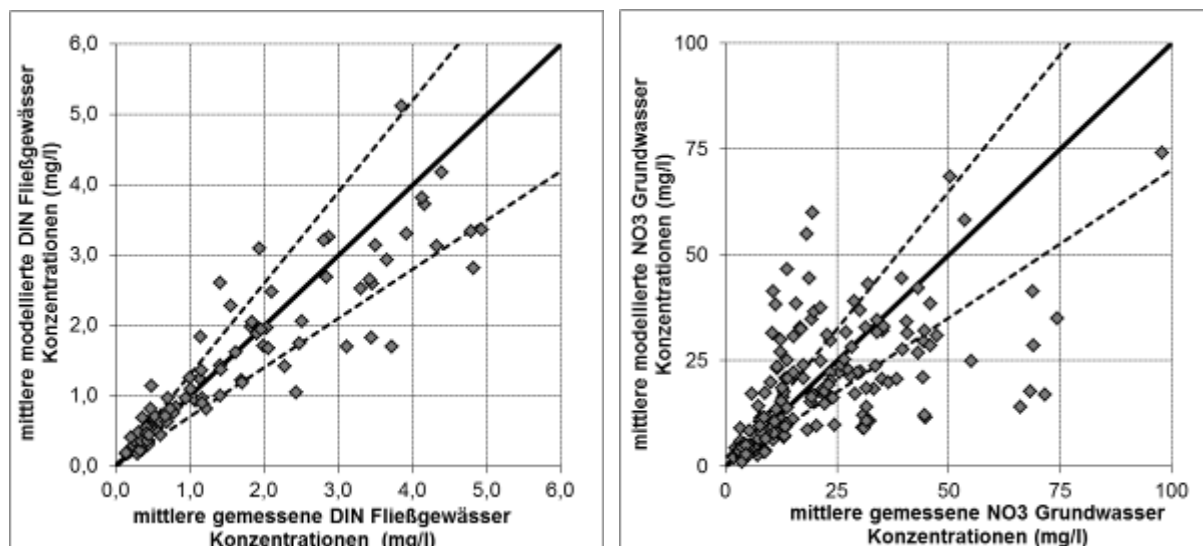 mittlere modellierte DIN Fließgewässer
Konzentrationen (mg/l)
6,0
5,0
4,0
3,0
2,0
1,0
0,0
0,0 1,0 2,0 3,0 4,0 5,0 6,0
mittlere gemessene DIN Fließgewässer
Konzentrationen (mg/l)
mittlere modellierte NO3 Grundwasser
Konzentrationen (mg/l)
100
75
50
25
0
0 25 50 75 100
mittlere gemessene NO3 Grundwasser
Konzentrationen (mg/l)